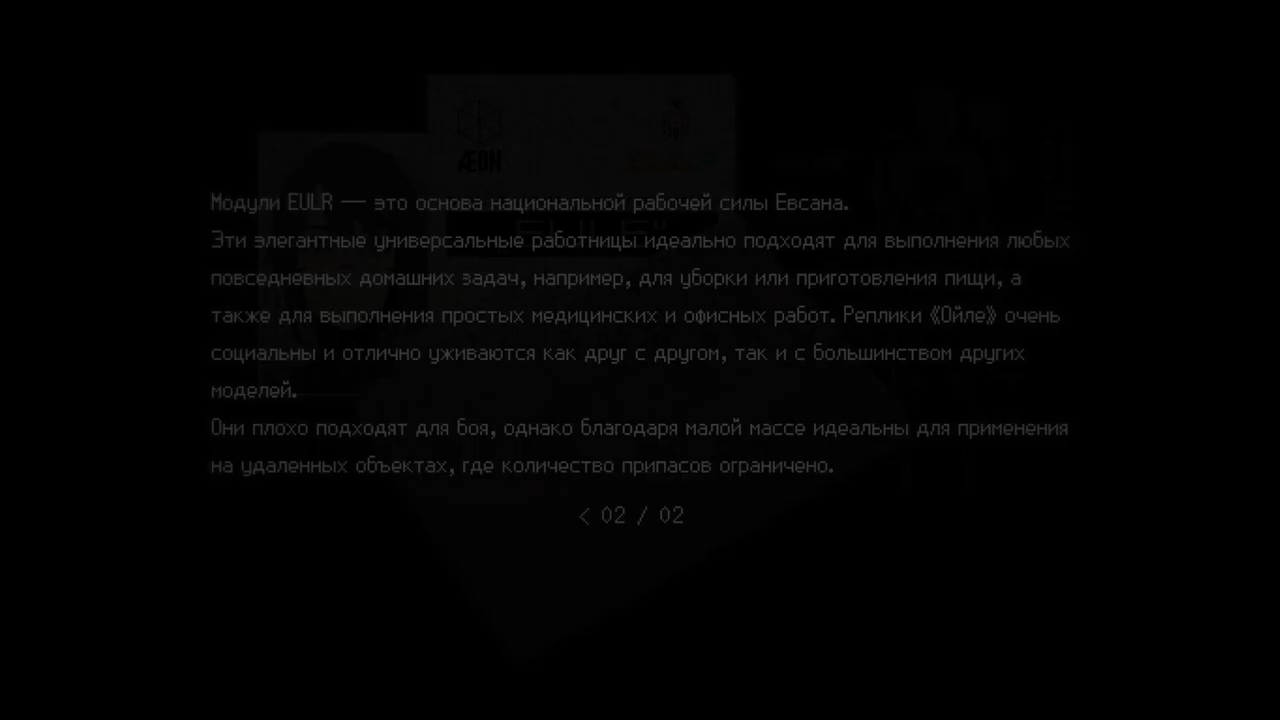 ÆON
Модули EULR — это основа национальной рабочей силы Евсана.
Эти элегантные универсальные работницы идеально подходят для выполнения любых
повседневных домашних задач, например, для уборки или приготовления пищи, а
также для выполнения простых медицинских и офисных работ. Реплики 《Ойле》 очень
социальны и отлично уживаются как друг с другом, так и с большинством других
моделей.
Они плохо подходят для боя, однако благодаря малой массе идеальны для применения
на удаленных объектах, где количество припасов ограничено.
< 02 / 02